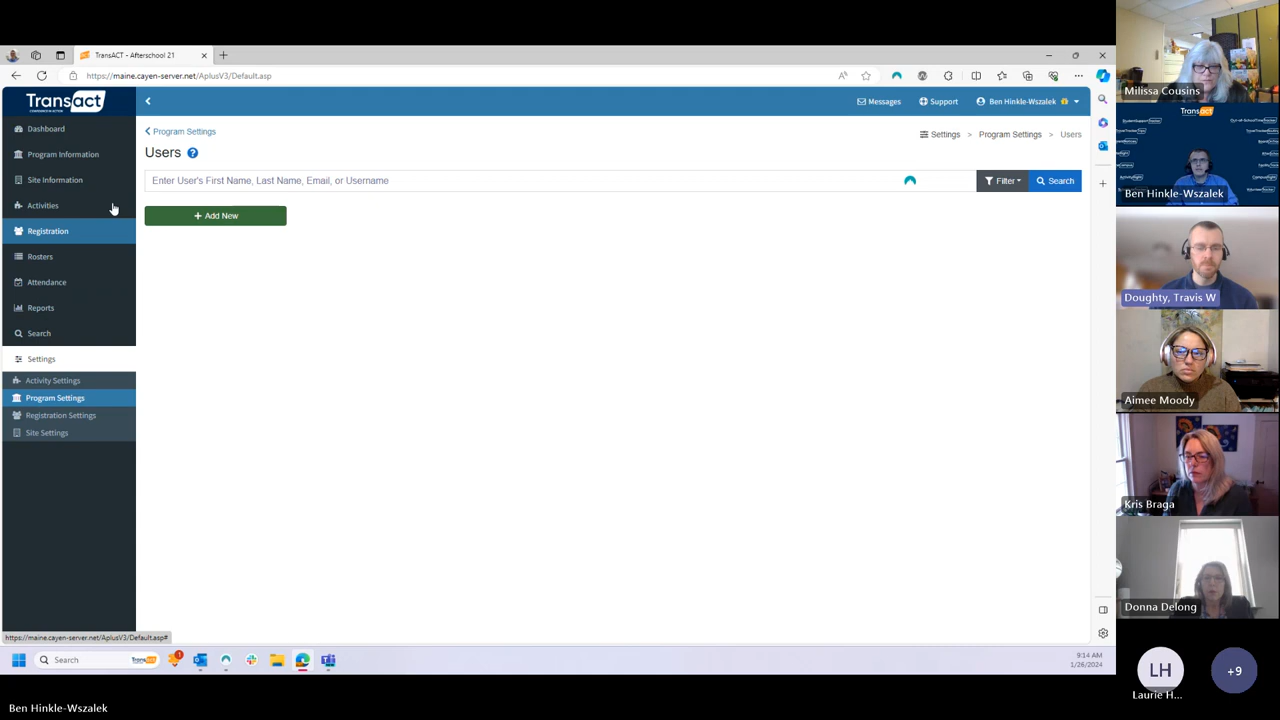 TransACT - Afterschool 21
https://maine.cayen-server.net/AplusV3/Default.asp
Transact
Messages
Support
Ben Hinkle-Wszalek
Dashboard
Program Information
Site Information
Activities
Registration
Rosters
Attendance
Reports
Search
Settings
Activity Settings
Program Settings
Registration Settings
Site Settings
Program Settings
Settings > Program Settings > Users
Users
Enter User's First Name, Last Name, Email, or Username
Filter
Search
+ Add New
https://maine.cayen-server.net/AplusV3/Default.asp#
Search
Transact
9:14 AM
1/26/2024
Ben Hinkle-Wszalek
Milissa Cousins
Transact
Ben Hinkle-Wszalek
Doughty, Travis W
Aimee Moody
Kris Braga
Donna Delong
LH
Laurie H...
+9